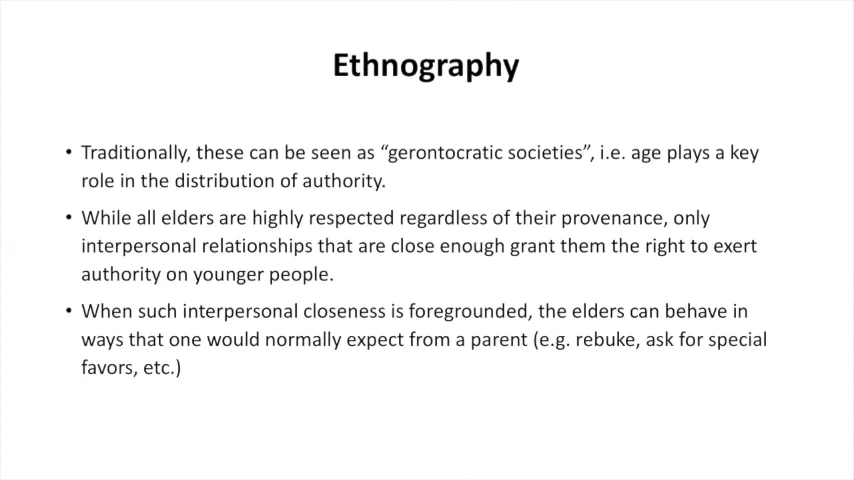 Ethnography
• Traditionally, these can be seen as “gerontocratic societies”, i.e. age plays a key
role in the distribution of authority.
• While all elders are highly respected regardless of their provenance, only
interpersonal relationships that are close enough grant them the right to exert
authority on younger people.
• When such interpersonal closeness is foregrounded, the elders can behave in
ways that one would normally expect from a parent (e.g. rebuke, ask for special
favors, etc.)